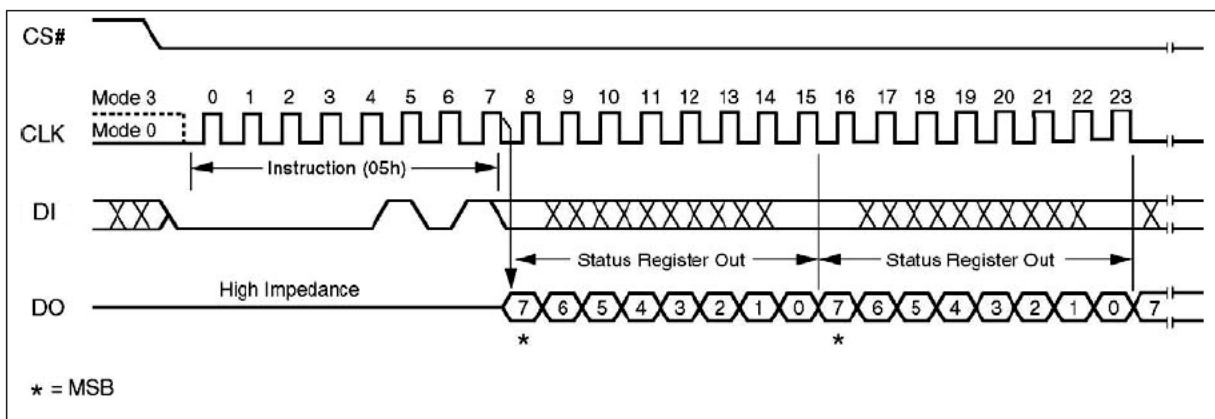 CS#
Mode 3
0 1 2 3 4 5 6 7 8 9 10 11 12 13 14 15 16 17 18 19 20 21 22 23
CLK
Mode 0
Instruction (05h)
DI
Status Register Out
Status Register Out
High Impedance
DO
7 6 5 4 3 2 1 0 7 6 5 4 3 2 1 0 7
* *
* = MSB